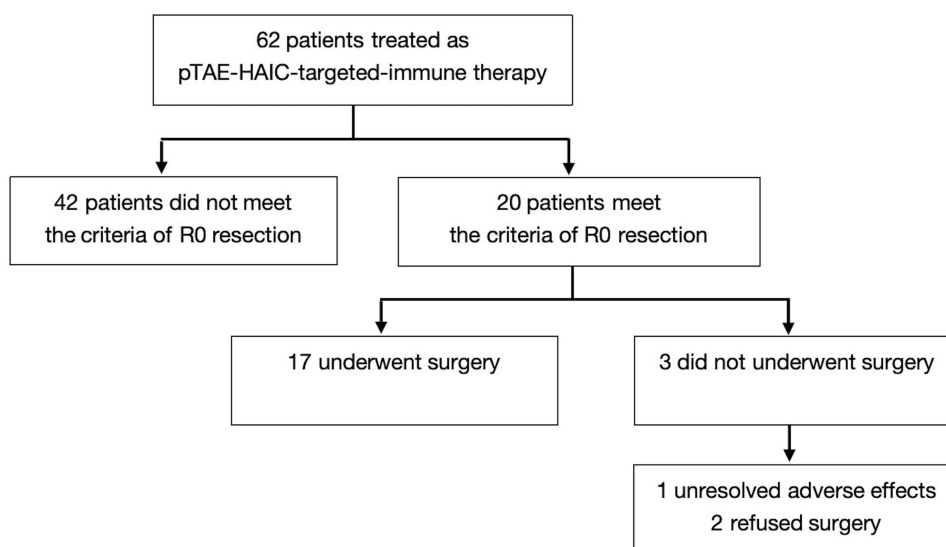 62 patients treated as
pTAE-HAIC-targeted-immune therapy
42 patients did not meet
the criteria of R0 resection
20 patients meet
the criteria of R0 resection
17 underwent surgery
3 did not underwent surgery
1 unresolved adverse effects
2 refused surgery